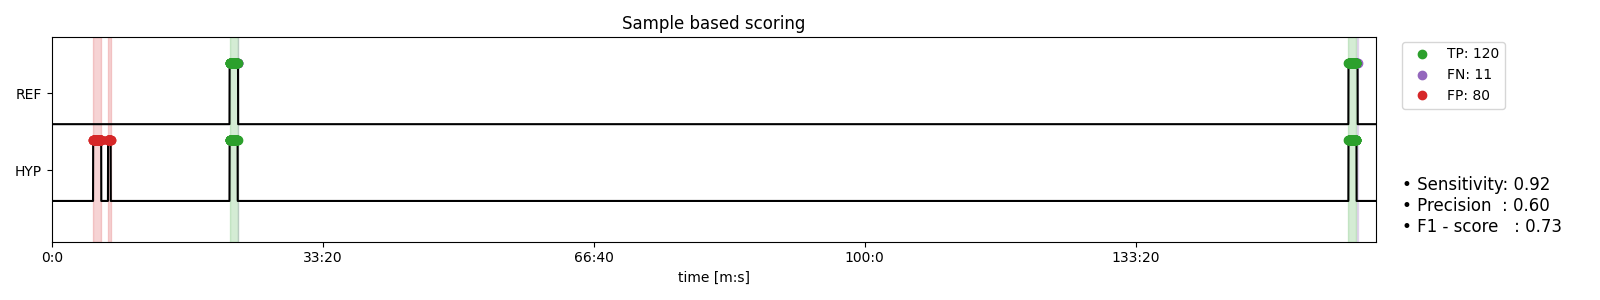 Sample based scoring
REF
HYP
0:0
33:20
66:40
100:0
133:20
time [m:s]
TP: 120
FN: 11
FP: 80
• Sensitivity: 0.92
• Precision : 0.60
• F1 - score : 0.73